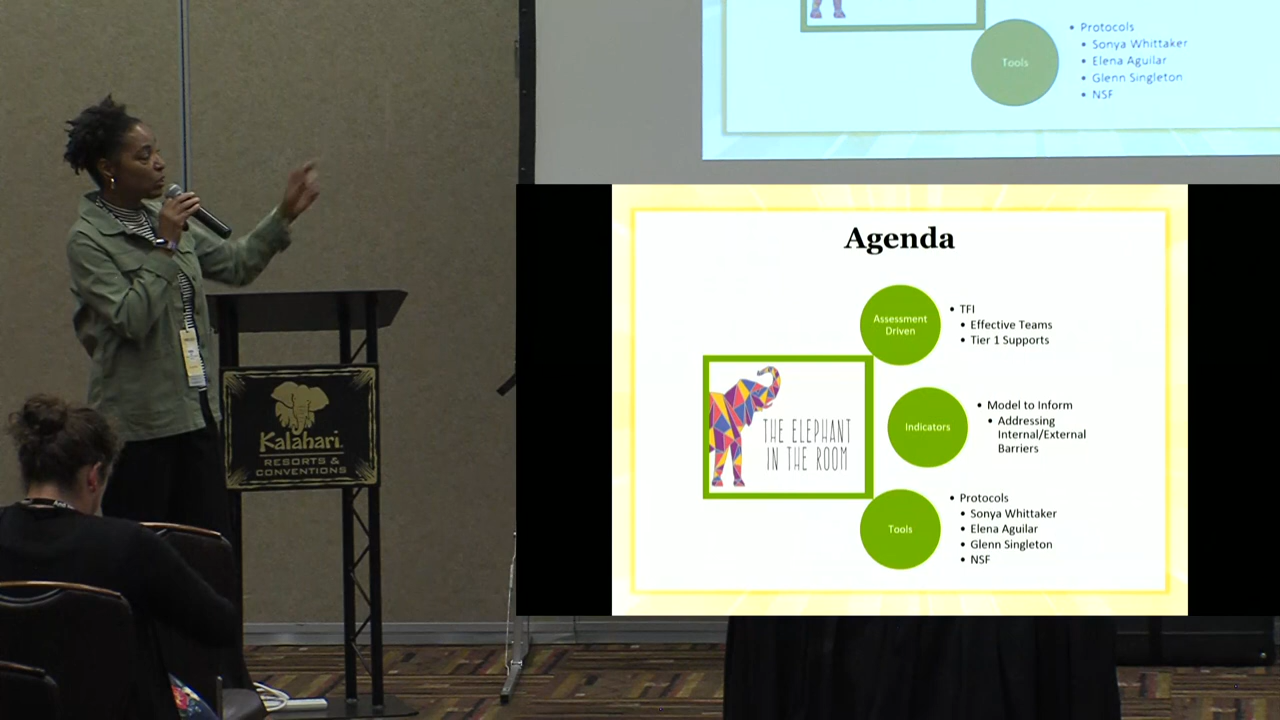 Tools
• Protocols
• Sonya Whittaker
• Elena Aguilar
• Glenn Singleton
• NSF
Agenda
Assessment
Driven
• TFI
• Effective Teams
• Tier 1 Supports
THE ELEPHANT
IN THE ROOM
Indicators
• Model to Inform
• Addressing
Internal/External
Barriers
Tools
• Protocols
• Sonya Whittaker
• Elena Aguilar
• Glenn Singleton
• NSF
Kalahari
RESORTS &
CONVENTIONS